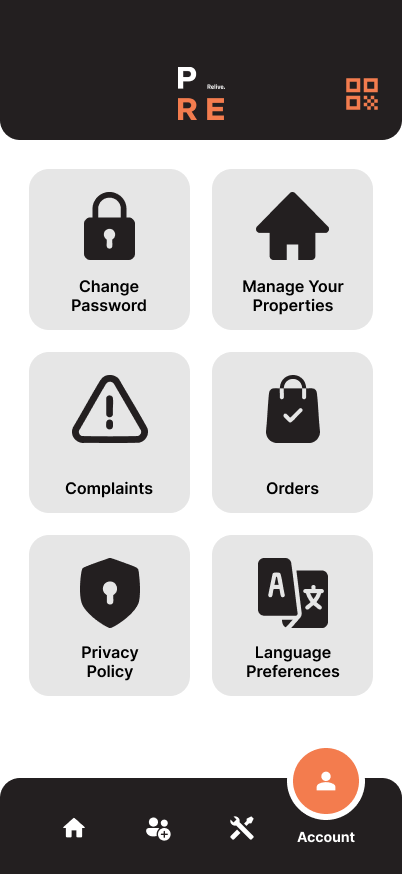 P Relive.
RE
Change
Password
Manage Your
Properties
Complaints
Orders
Privacy
Policy
A 文
Language
Preferences
Account